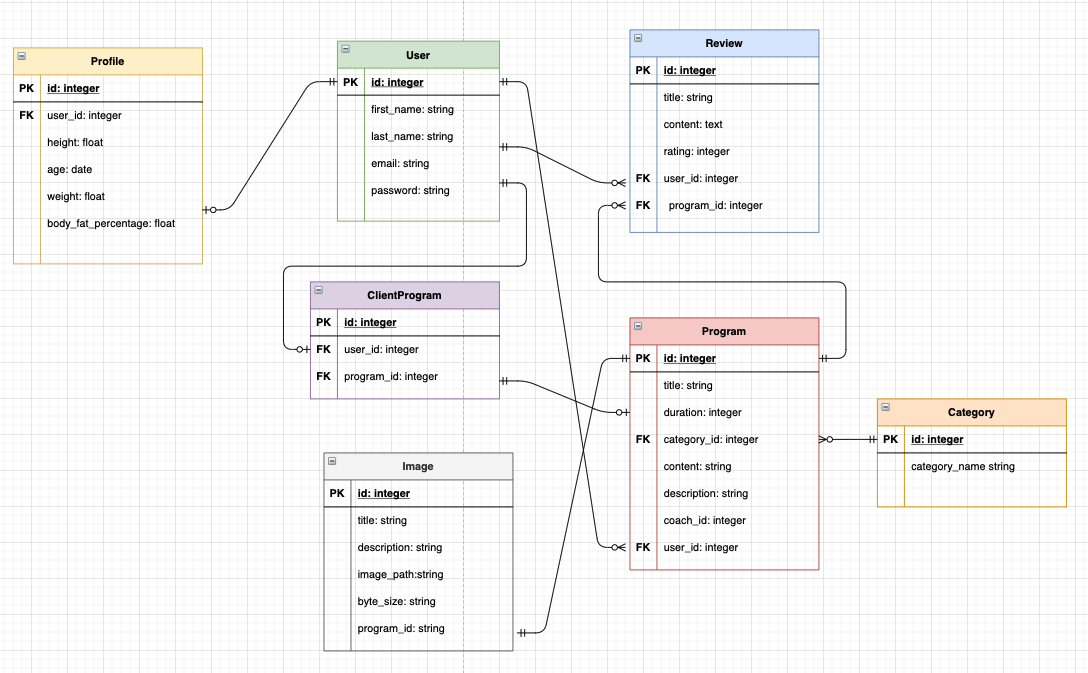 Profile
PK id: integer
FK user_id: integer
height: float
age: date
weight: float
body_fat_percentage: float
User
PK id: integer
first_name: string
last_name: string
email: string
password: string
Review
PK id: integer
title: string
content: text
rating: integer
FK user_id: integer
FK program_id: integer
ClientProgram
PK id: integer
FK user_id: integer
FK program_id: integer
Program
PK id: integer
title: string
duration: integer
FK category_id: integer
content: string
description: string
coach_id: integer
FK user_id: integer
Category
PK id: integer
category_name string
Image
PK id: integer
title: string
description: string
image_path:string
byte_size: string
program_id: string